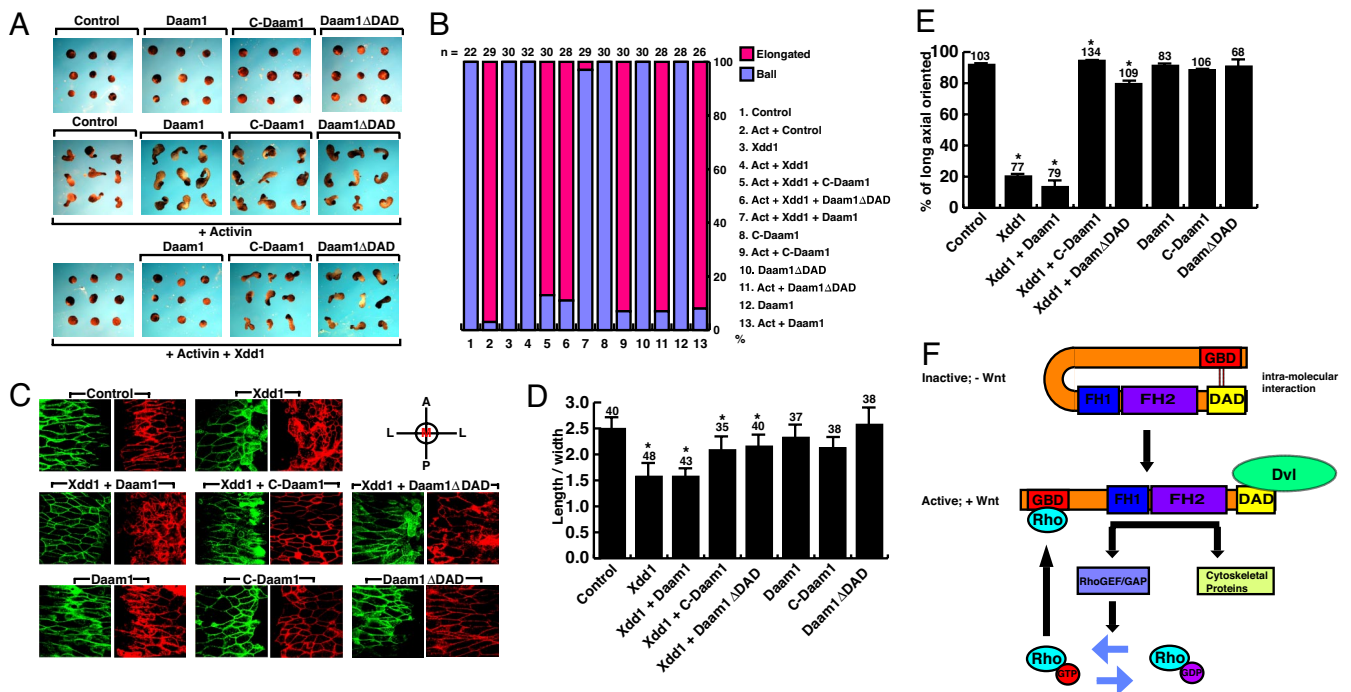 A
Control Daam1 C-Daam1 Daam1ΔDAD
Control Daam1 C-Daam1 Daam1ΔDAD
+ Activin
Daam1 C-Daam1 Daam1ΔDAD
+ Activin + Xdd1
B
n = 22 29 30 32 30 28 29 30 30 30 28 28 26
Elongated
Ball
100
80
60
40
20
0
%
1 2 3 4 5 6 7 8 9 10 11 12 13
1. Control
2. Act + Control
3. Xdd1
4. Act + Xdd1
5. Act + Xdd1 + C-Daam1
6. Act + Xdd1 + Daam1ΔDAD
7. Act + Xdd1 + Daam1
8. C-Daam1
9. Act + C-Daam1
10. Daam1ΔDAD
11. Act + Daam1ΔDAD
12. Daam1
13. Act + Daam1
C
Control Xdd1
A
L M L
P
Xdd1 + Daam1 Xdd1 + C-Daam1 Xdd1 + Daam1ΔDAD
Daam1 C-Daam1 Daam1ΔDAD
D
Length / width
3.0
2.5
2.0
1.5
1.0
0.5
0.0
40 * 48 * 43 * 35 * 40 37 38 38
Control
Xdd1
Xdd1 + Daam1
Xdd1 + C-Daam1
Xdd1 + Daam1ΔDAD
Daam1
C-Daam1
Daam1ΔDAD
E
% of long axial oriented
100
80
60
40
20
0
103 * 77 * 79 * 134 * 109 83 106 68
Control
Xdd1
Xdd1 + Daam1
Xdd1 + C-Daam1
Xdd1 + DaamΔDAD
Daam1
C-Daam1
DaamΔDAD
F
Inactive; - Wnt
GBD
FH1 FH2 DAD
intra-molecular
interaction
Active; + Wnt
GBD FH1 FH2 DAD
Dvl
Rho
RhoGEF/GAP
Cytoskeletal
Proteins
Rho
GTP
Rho
GDP